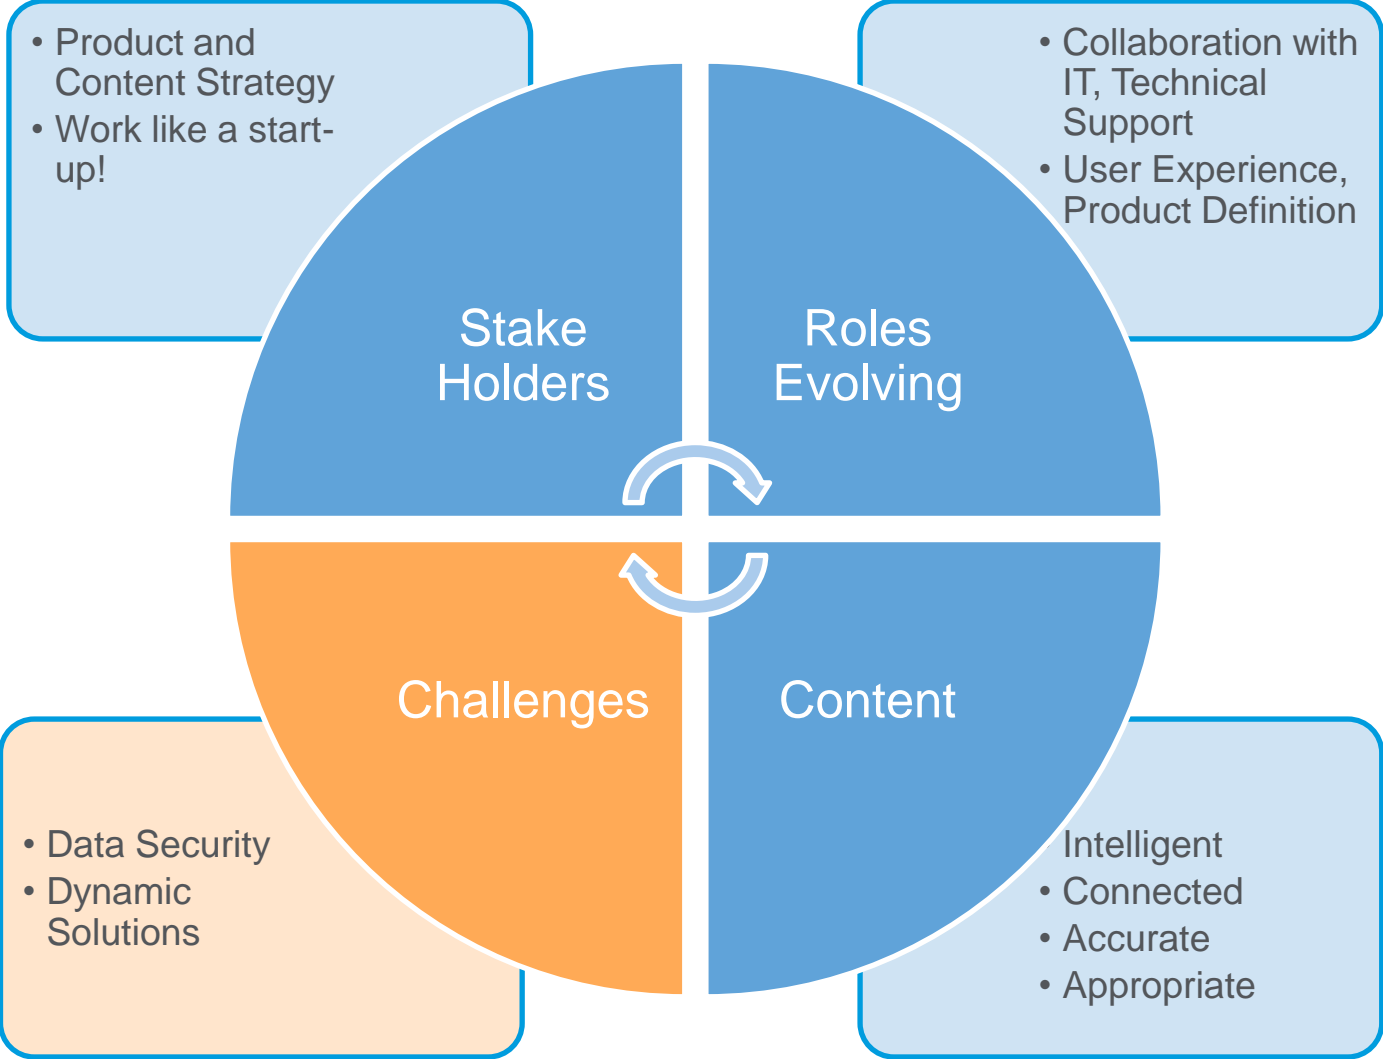 • Product and
Content Strategy
• Work like a start-
up!
• Collaboration with
IT, Technical
Support
• User Experience,
Product Definition
Stake
Holders
Roles
Evolving
Challenges
Content
• Data Security
• Dynamic
Solutions
• Intelligent
• Connected
• Accurate
• Appropriate